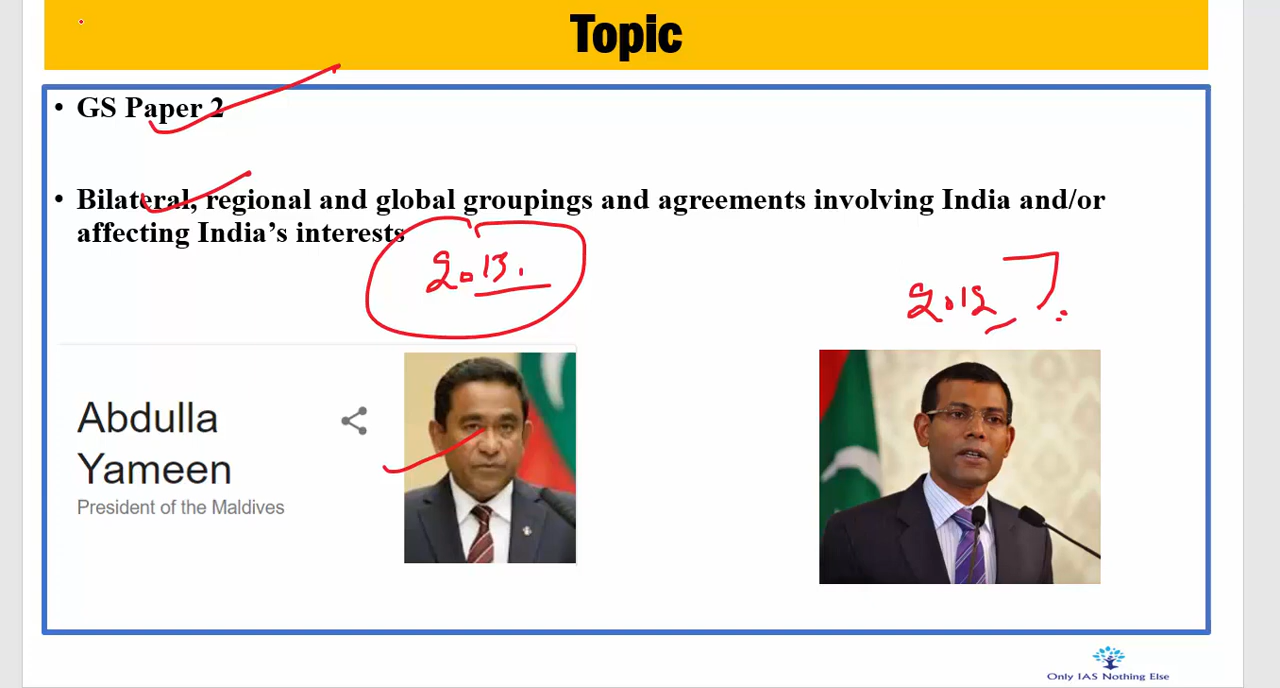 Topic
• GS Paper 2
• Bilateral, regional and global groupings and agreements involving India and/or
affecting India's interests
2013.
2012 ?
Abdulla
Yameen
President of the Maldives
Only IAS Nothing Else